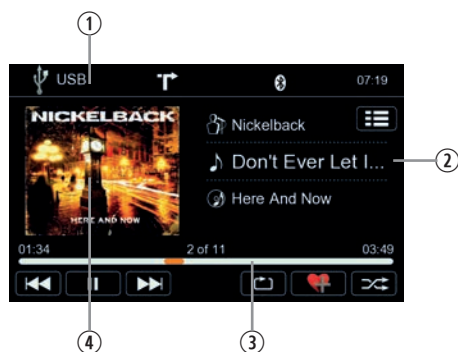 1
USB 07:19
NICKELBACK
HERE AND NOW
Nickelback
Don't Ever Let I...
2
Here And Now
01:34 2 of 11 03:49
4
3